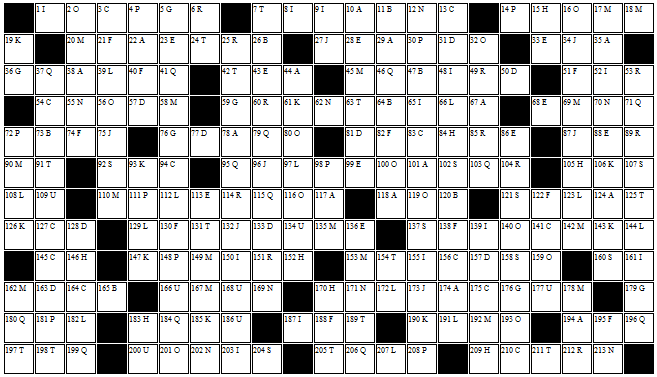 1 I 2 O 3 C 4 P 5 G 6 R 7 T 8 I 9 I 10 A 11 B 12 N 13 C 14 P 15 H 16 O 17 M 18 M
19 K 20 M 21 F 22 A 23 E 24 T 25 R 26 B 27 J 28 E 29 A 30 P 31 D 32 O 33 E 34 J 35 A
36 G 37 Q 38 A 39 L 40 F 41 Q 42 T 43 E 44 A 45 M 46 Q 47 B 48 I 49 R 50 D 51 F 52 I 53 R
54 C 55 N 56 O 57 D 58 M 59 G 60 R 61 K 62 N 63 T 64 B 65 I 66 L 67 A 68 E 69 M 70 N 71 Q
72 P 73 B 74 F 75 J 76 G 77 D 78 A 79 Q 80 O 81 D 82 F 83 C 84 H 85 R 86 E 87 J 88 E 89 R
90 M 91 T 92 S 93 K 94 C 95 Q 96 J 97 L 98 P 99 E 100 O 101 A 102 S 103 Q 104 R 105 H 106 K 107 S
108 L 109 U 110 M 111 P 112 L 113 E 114 R 115 Q 116 O 117 A 118 A 119 O 120 B 121 S 122 F 123 L 124 A 125 T
126 K 127 C 128 D 129 L 130 F 131 T 132 J 133 D 134 U 135 M 136 E 137 S 138 F 139 I 140 O 141 C 142 M 143 K 144 L
145 C 146 H 147 K 148 P 149 M 150 I 151 R 152 H 153 M 154 T 155 I 156 C 157 D 158 S 159 O 160 S 161 I
162 M 163 D 164 C 165 B 166 U 167 M 168 U 169 N 170 H 171 N 172 L 173 J 174 A 175 C 176 G 177 U 178 M 179 G
180 Q 181 P 182 L 183 H 184 Q 185 K 186 U 187 I 188 F 189 T 190 K 191 L 192 M 193 O 194 A 195 F 196 Q
197 T 198 T 199 Q 200 U 201 O 202 N 203 I 204 S 205 T 206 Q 207 L 208 P 209 H 210 C 211 T 212 R 213 N